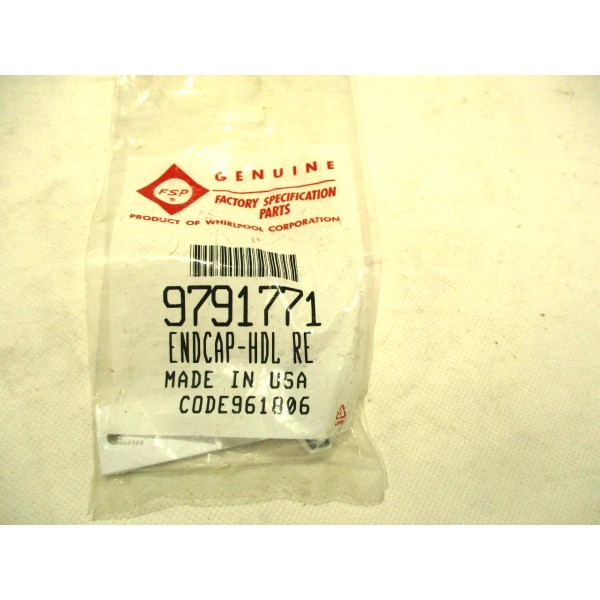 GENUINE
FSP
®
FACTORY SPECIFICATION
PARTS
PRODUCT OF WHIRLPOOL CORPORATION
9791771
ENDCAP-HDL RE
MADE IN USA
CODE961806